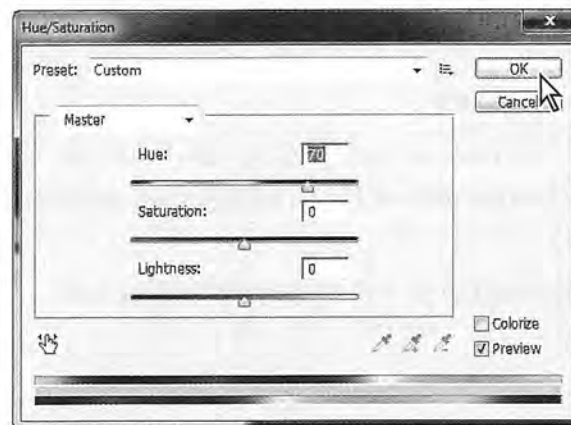 Hue/Saturation
Preset: Custom
OK
Cancel
Master
Hue: 70
Saturation: 0
Lightness: 0
Colorize
Preview